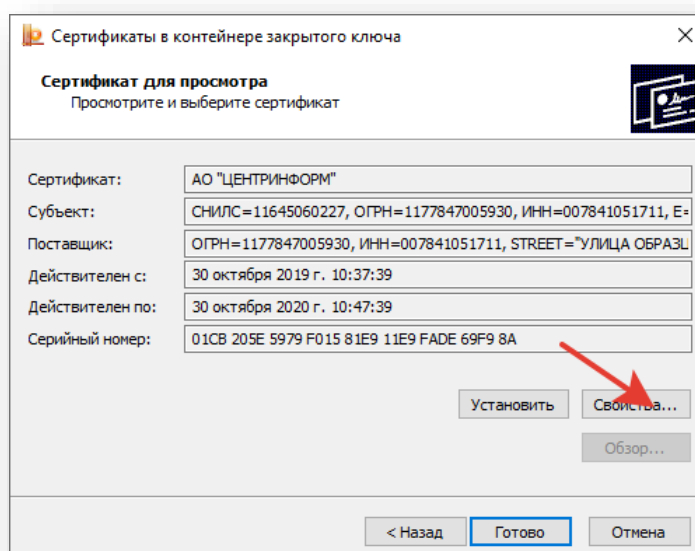 Сертификаты в контейнере закрытого ключа
Сертификат для просмотра
Просмотрите и выберите сертификат
Сертификат: АО "ЦЕНТРИНФОРМ"
Субъект: СНИЛС=11645060227, ОГРН=1177847005930, ИНН=007841051711, E=
Поставщик: ОГРН=1177847005930, ИНН=007841051711, STREET="УЛИЦА ОБРАЗЦ
Действителен с: 30 октября 2019 г. 10:37:39
Действителен по: 30 октября 2020 г. 10:47:39
Серийный номер: 01CB 205E 5979 F015 81E9 11E9 FADE 69F9 8A
Установить Свойства...
Обзор...
< Назад Готово Отмена